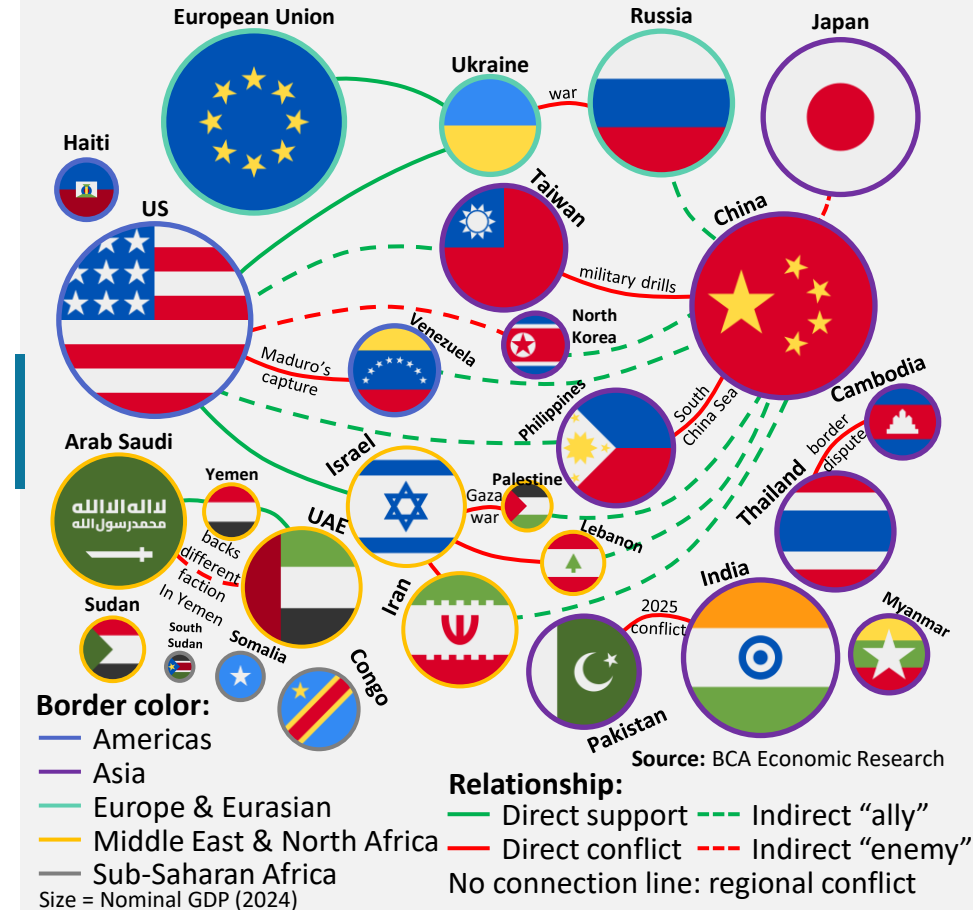 European Union
Russia
Japan
Ukraine
war
Haiti
US
Taiwan
China
military drills
North
Korea
Venezuela
Maduro's
capture
Philippines
South
China Sea
Cambodia
border
dispute
Thailand
Arab Saudi
لااله الاالله
محمدرسول الله
Yemen
Israel
Palestine
Gaza
war
Lebanon
UAE
backs
different
faction
In Yemen
Iran
India
2025
conflict
Myanmar
Sudan
South
Sudan
Somalia
Congo
Pakistan
Border color:
Americas
Asia
Europe & Eurasian
Middle East & North Africa
Sub-Saharan Africa
Size = Nominal GDP (2024)
Source: BCA Economic Research
Relationship:
Direct support
Indirect “ally”
Direct conflict
Indirect “enemy”
No connection line: regional conflict